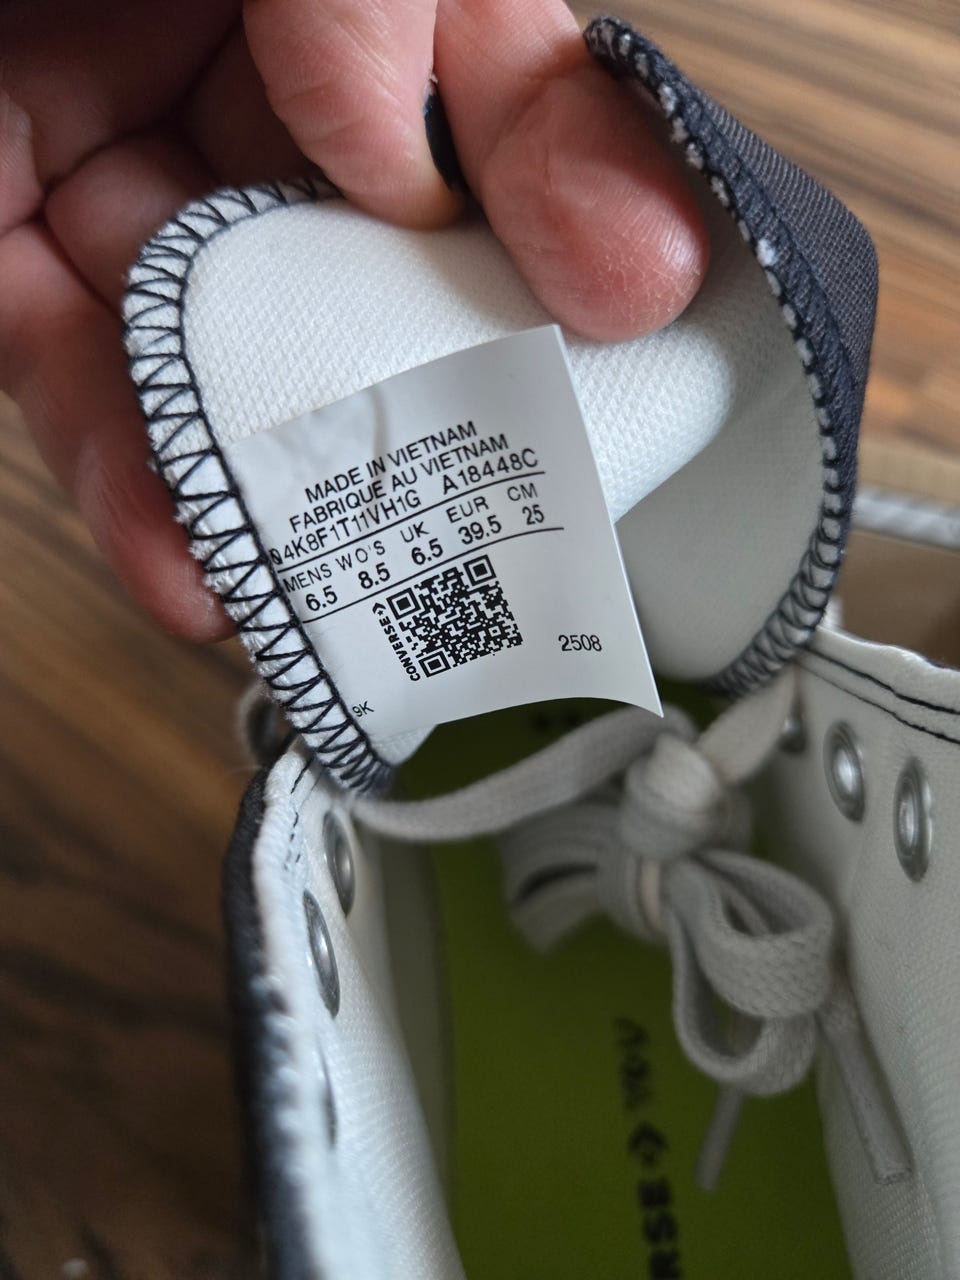 MADE IN VIETNAM
FABRIQUE AU VIETNAM
04K8F1T11VH1G A18448C
MENS WO'S UK EUR CM
6.5 8.5 6.5 39.5 25
CONVERSE
2508
9K